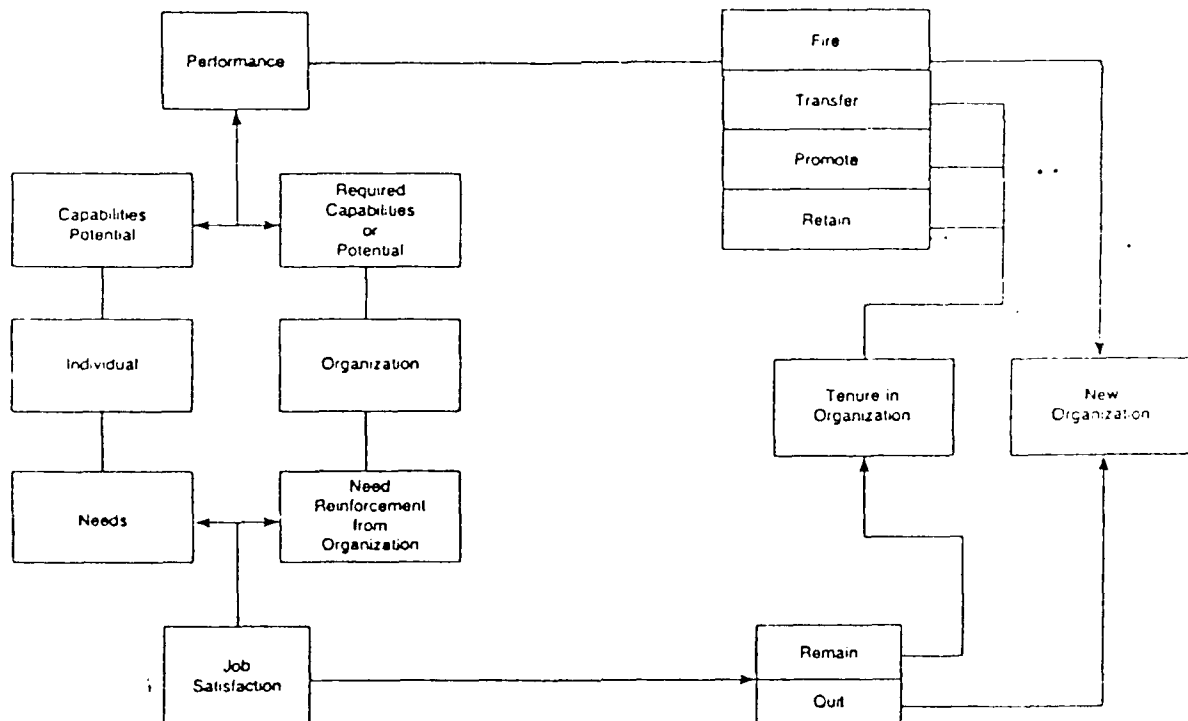 Performance
Fire
Transfer
Promote
Retain
Capabilities
Potential
Required
Capabilities
or
Potential
Individual
Organization
Tenure in
Organization
New
Organization
Needs
Need
Reinforcement
from
Organization
Job
Satisfaction
Remain
Quit